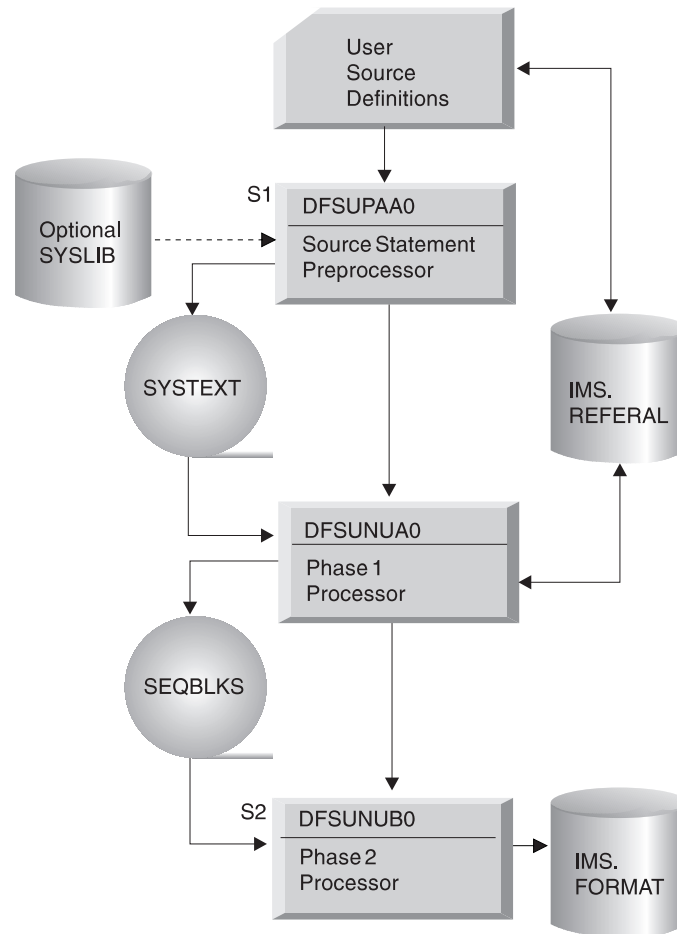 User
Source
Definitions
S1
DFSUPAA0
Optional
SYSLIB
Source Statement
Preprocessor
SYSTEXT
IMS.
REFERAL
DFSUNUA0
Phase 1
Processor
SEQBLKS
S2
DFSUNUB0
Phase 2
Processor
IMS.
FORMAT